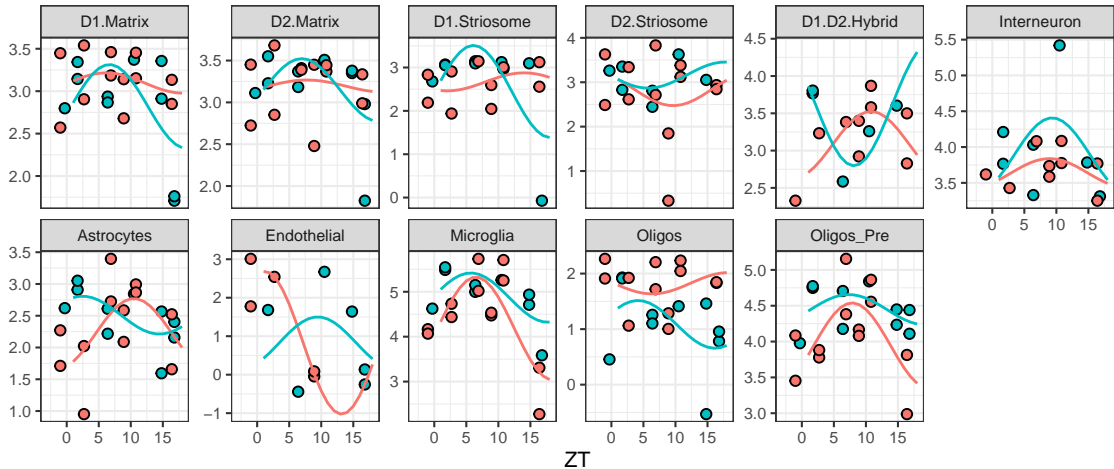 D1.Matrix D2.Matrix D1.Striosome D2.Striosome D1.D2.Hybrid Interneuron
3.5 3.0 2.5 2.0
3.5 3.0 2.5 2.0
3 2 1 0
4 3 2 1
4.5 4.0 3.5 3.0 2.5
5.5 5.0 4.5 4.0 3.5
0 5 10 15
Astrocytes Endothelial Microglia Oligos Oligos_Pre
3.5 3.0 2.5 2.0 1.5 1.0
3 2 1 0 −1
5 4 3
2 1 0
4.5 4.0 3.5 3.0
0 5 10 15 0 5 10 15 0 5 10 15 0 5 10 15 0 5 10 15
ZT